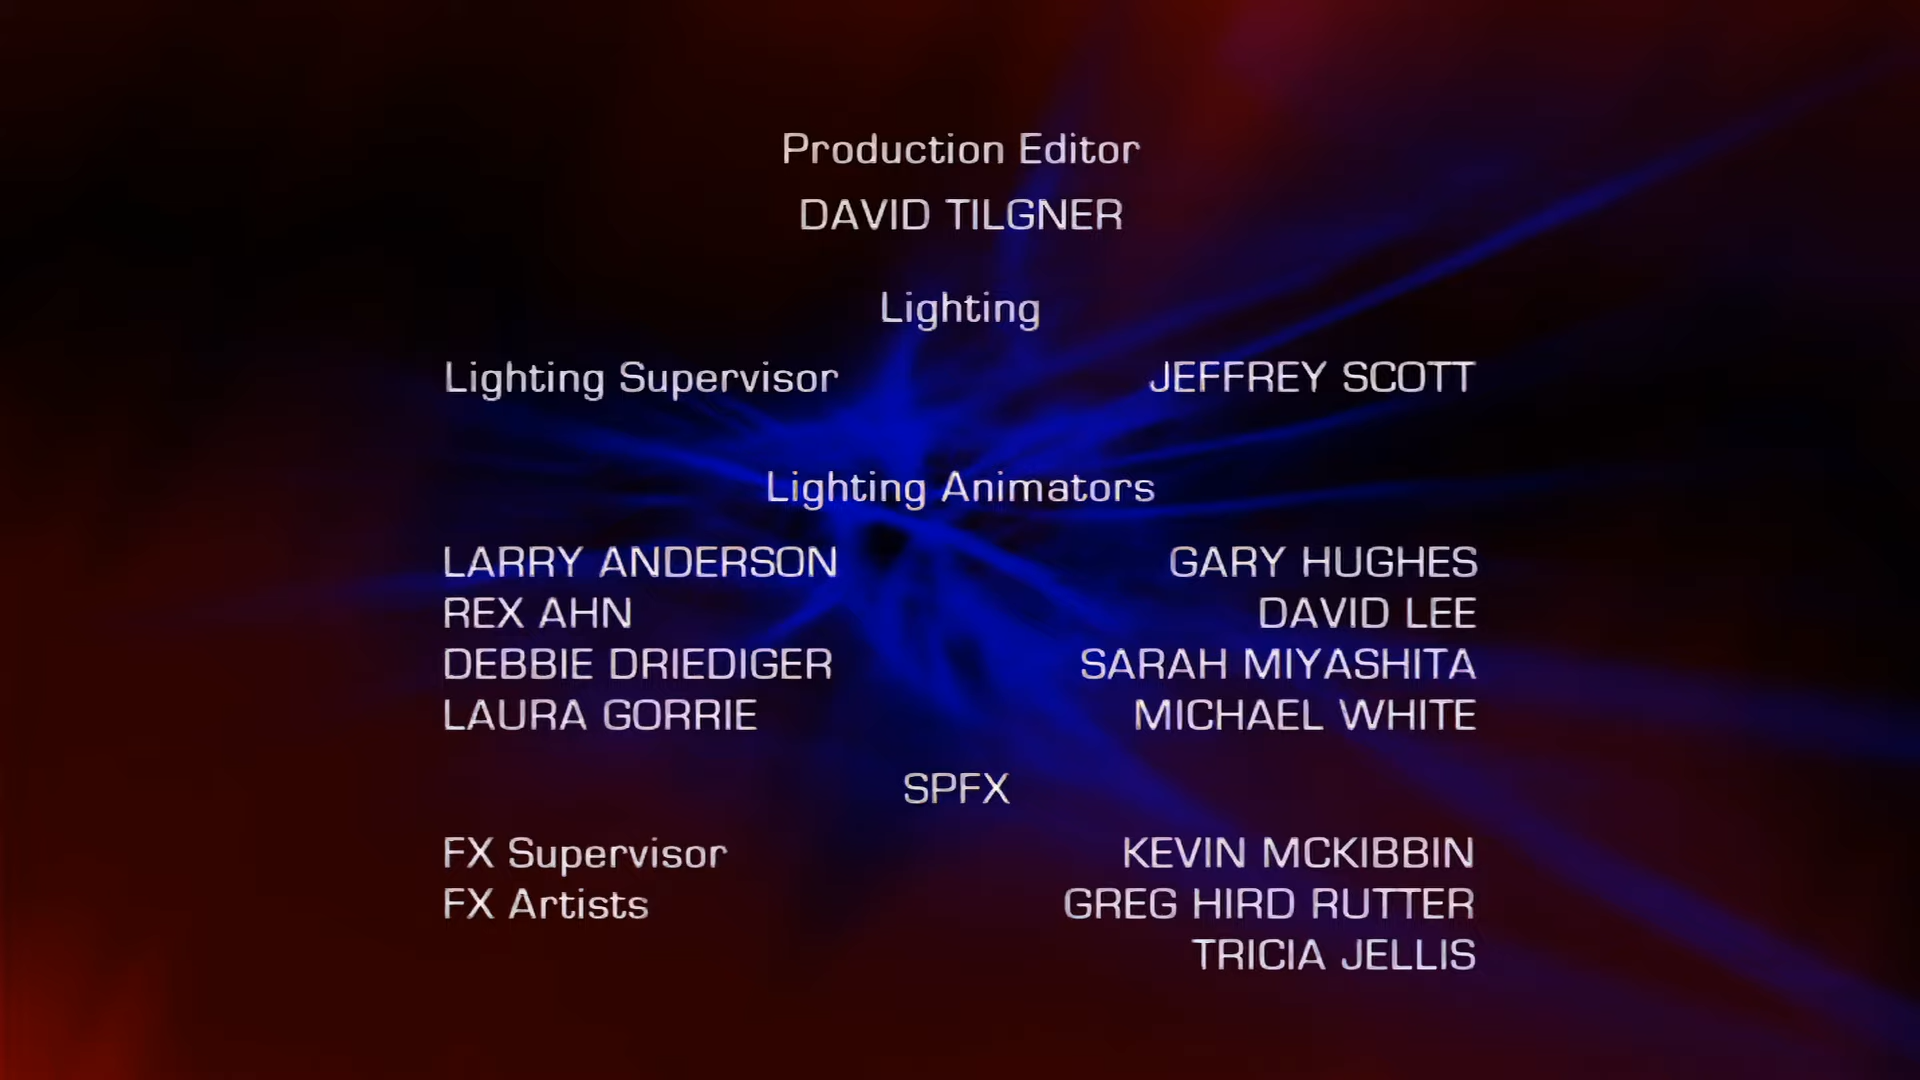 Production Editor
DAVID TILGNER
Lighting
Lighting Supervisor JEFFREY SCOTT
Lighting Animators
LARRY ANDERSON GARY HUGHES
REX AHN DAVID LEE
DEBBIE DRIEDIGER SARAH MIYASHITA
LAURA GORRIE MICHAEL WHITE
SPFX
FX Supervisor KEVIN MCKIBBIN
FX Artists GREG HIRD RUTTER
TRICIA JELLIS